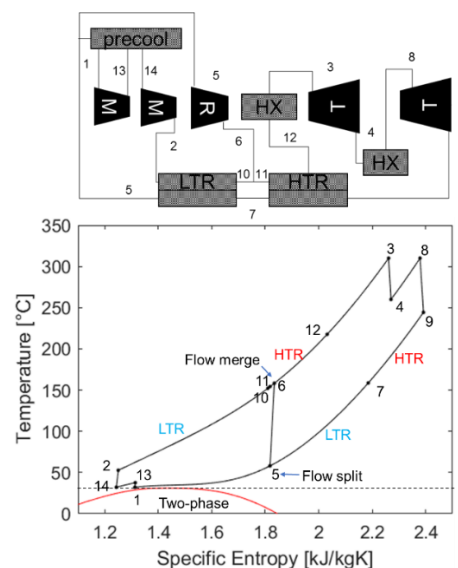 precool
1
13
14
5
3
8
M
M
R
HX
T
T
4
HX
2
6
12
LTR
10
11
HTR
5
7
350
300
250
200
150
100
50
0
Temperature [°C]
3
8
4
9
12
HTR
HTR
Flow merge
11
6
10
7
LTR
LTR
2
13
5
Flow split
14
1
Two-phase
1.2
1.4
1.6
1.8
2
2.2
2.4
Specific Entropy [kJ/kgK]